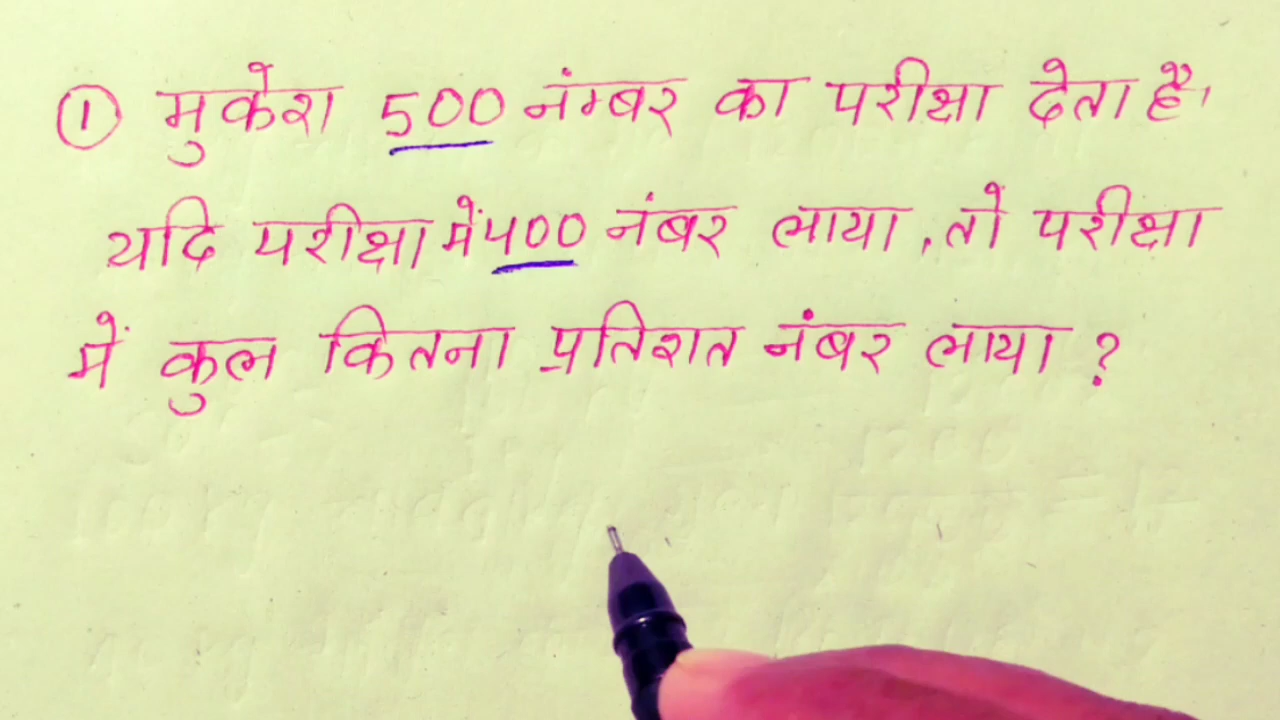 ① मुकेश 500 नंम्बर का परीक्षा देता है।
यदि परीक्षा में 400 नंबर लाया, तो परीक्षा
में कुल कितना प्रतिशत नंबर लाया ?